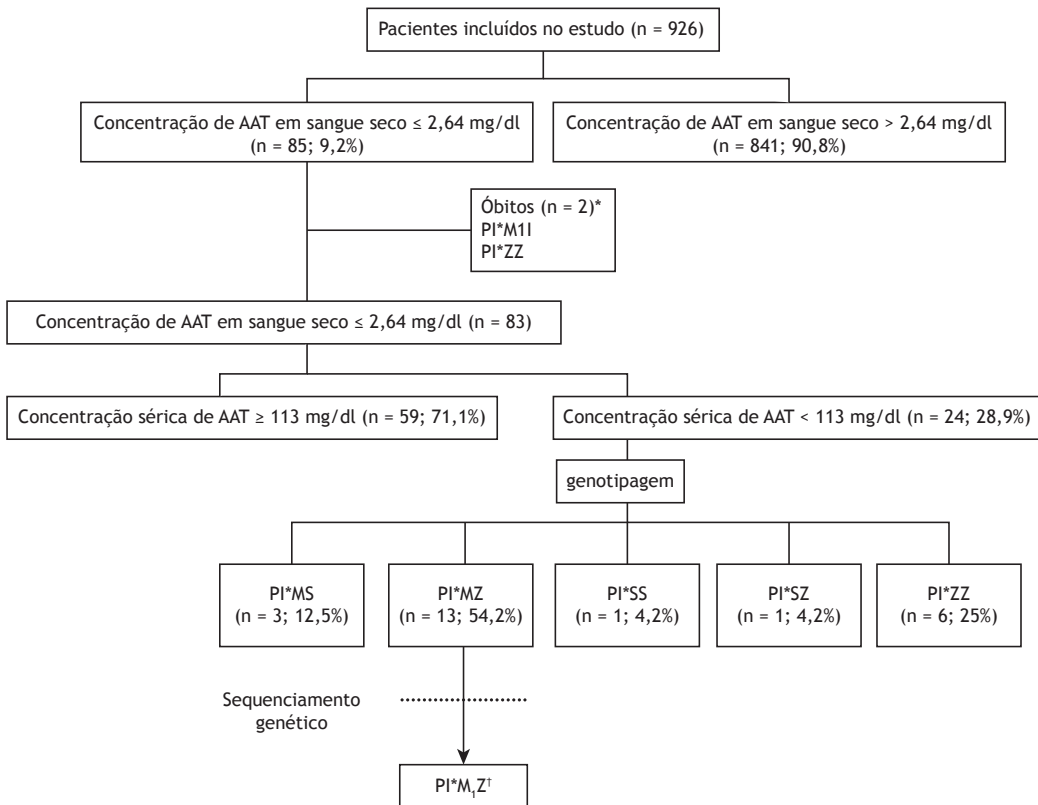 Pacientes incluídos no estudo (n = 926)
Concentração de AAT em sangue seco ≤ 2,64 mg/dl
(n = 85; 9,2%)
Concentração de AAT em sangue seco > 2,64 mg/dl
(n = 841; 90,8%)
Óbitos (n = 2)*
PI*M1I
PI*ZZ
Concentração de AAT em sangue seco ≤ 2,64 mg/dl (n = 83)
Concentração sérica de AAT ≥ 113 mg/dl (n = 59; 71,1%)
Concentração sérica de AAT < 113 mg/dl (n = 24; 28,9%)
genotipagem
PI*MS
(n = 3; 12,5%)
PI*MZ
(n = 13; 54,2%)
PI*SS
(n = 1; 4,2%)
PI*SZ
(n = 1; 4,2%)
PI*ZZ
(n = 6; 25%)
Sequenciamento
genético
PI*M₁Z†